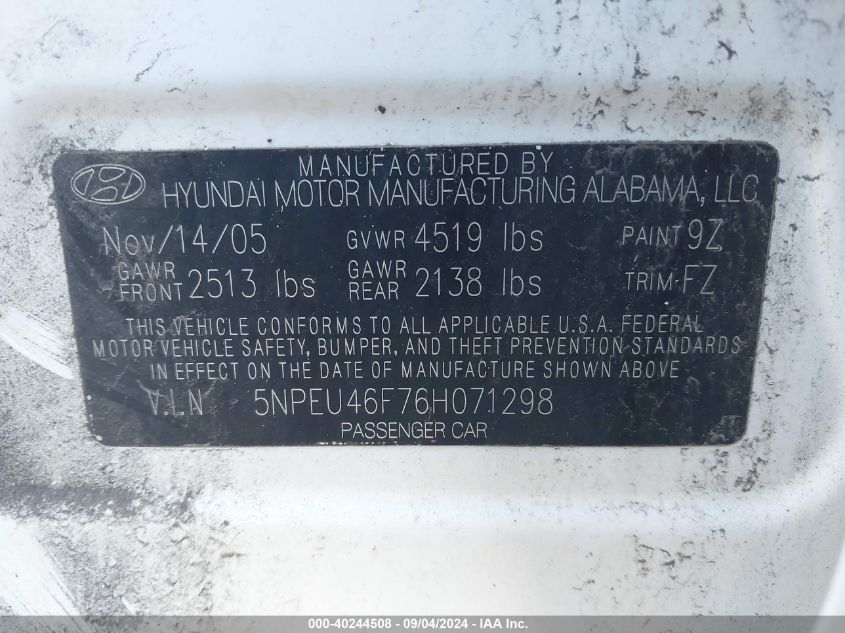 MANUFACTURED BY
HYUNDAI MOTOR MANUFACTURING ALABAMA, LLC
Nov/14/05 GVWR 4519 lbs PAINT 9Z
GAWR FRONT 2513 lbs GAWR REAR 2138 lbs TRIM FZ
THIS VEHICLE CONFORMS TO ALL APPLICABLE U.S.A. FEDERAL
MOTOR VEHICLE SAFETY, BUMPER, AND THEFT PREVENTION STANDARDS
IN EFFECT ON THE DATE OF MANUFACTURE SHOWN ABOVE
V.I.N 5NPEU46F76H071298
PASSENGER CAR
000-40244508 - 09/04/2024 - IAA Inc.